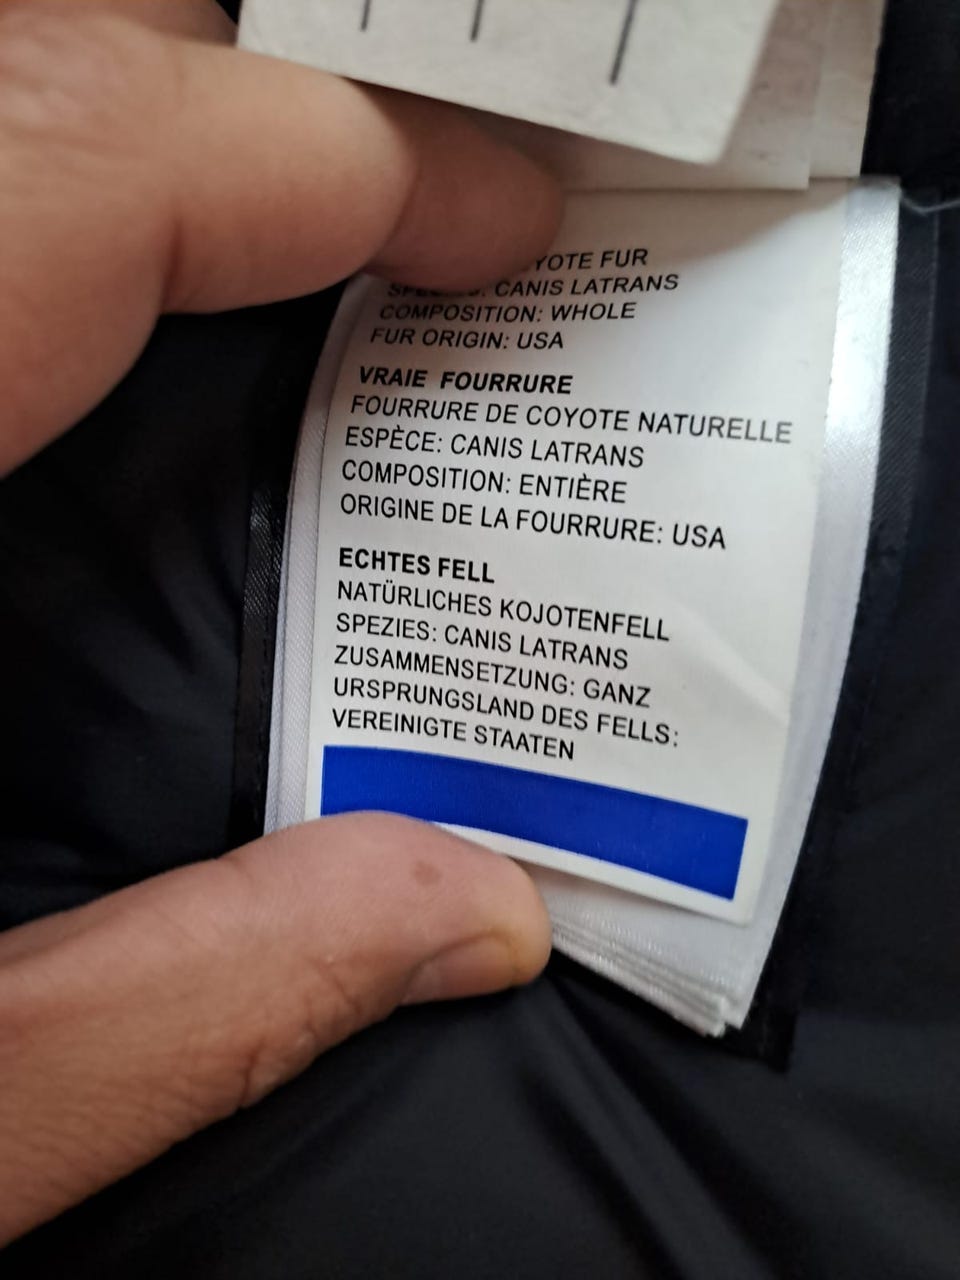 FUR
CANIS LATRANS
COMPOSITION: WHOLE
FUR ORIGIN: USA
VRAIE FOURRURE
FOURRURE DE COYOTE NATURELLE
ESPÈCE: CANIS LATRANS
COMPOSITION: ENTIÈRE
ORIGINE DE LA FOURRURE: USA
ECHTES FELL
NATÜRLICHES KOJOTENFELL
SPEZIES: CANIS LATRANS
ZUSAMMENSETZUNG: GANZ
URSPRUNGSLAND DES FELLS:
VEREINIGTE STAATEN